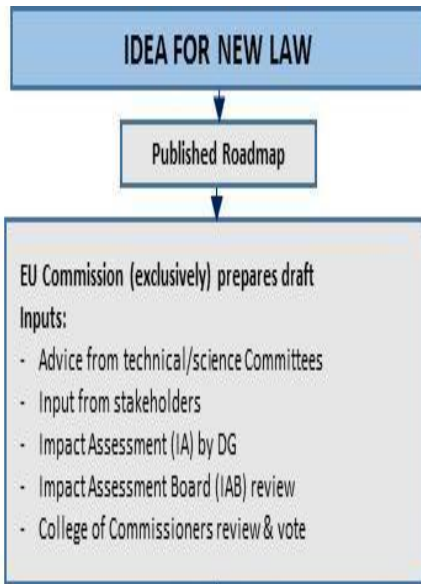 IDEA FOR NEW LAW
Published Roadmap
EU Commission (exclusively) prepares draft
Inputs:
- Advice from technical/science Committees
- Input from stakeholders
- Impact Assessment (IA) by DG
- Impact Assessment Board (IAB) review
- College of Commissioners review & vote